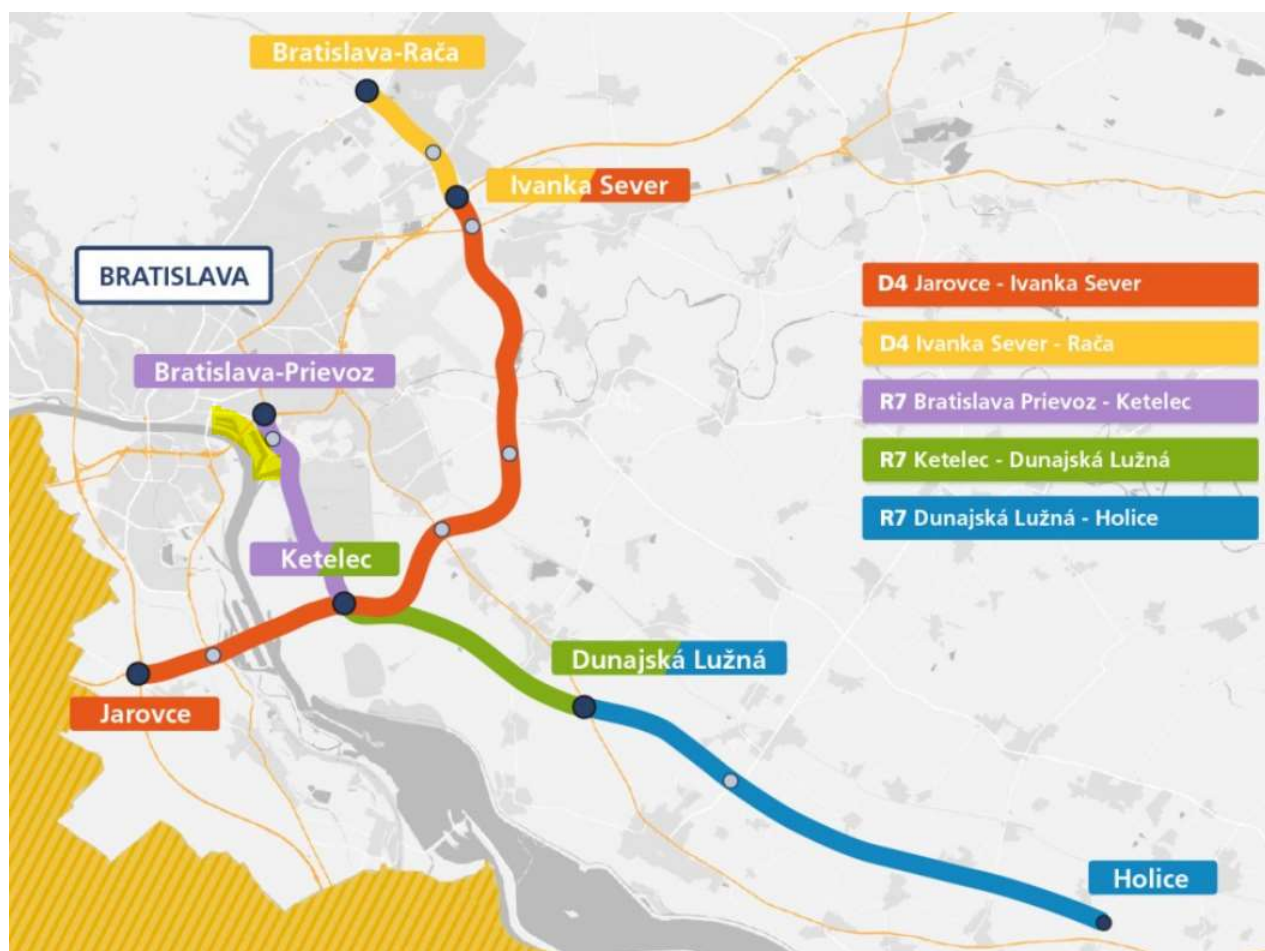 Bratislava-Rača
Ivanka Sever
BRATISLAVA
D4 Jarovce - Ivanka Sever
D4 Ivanka Sever - Rača
Bratislava-Prievoz
R7 Bratislava Prievoz - Ketelec
R7 Ketelec - Dunajská Lužná
R7 Dunajská Lužná - Holice
Ketelec
Dunajská Lužná
Jarovce
Holice